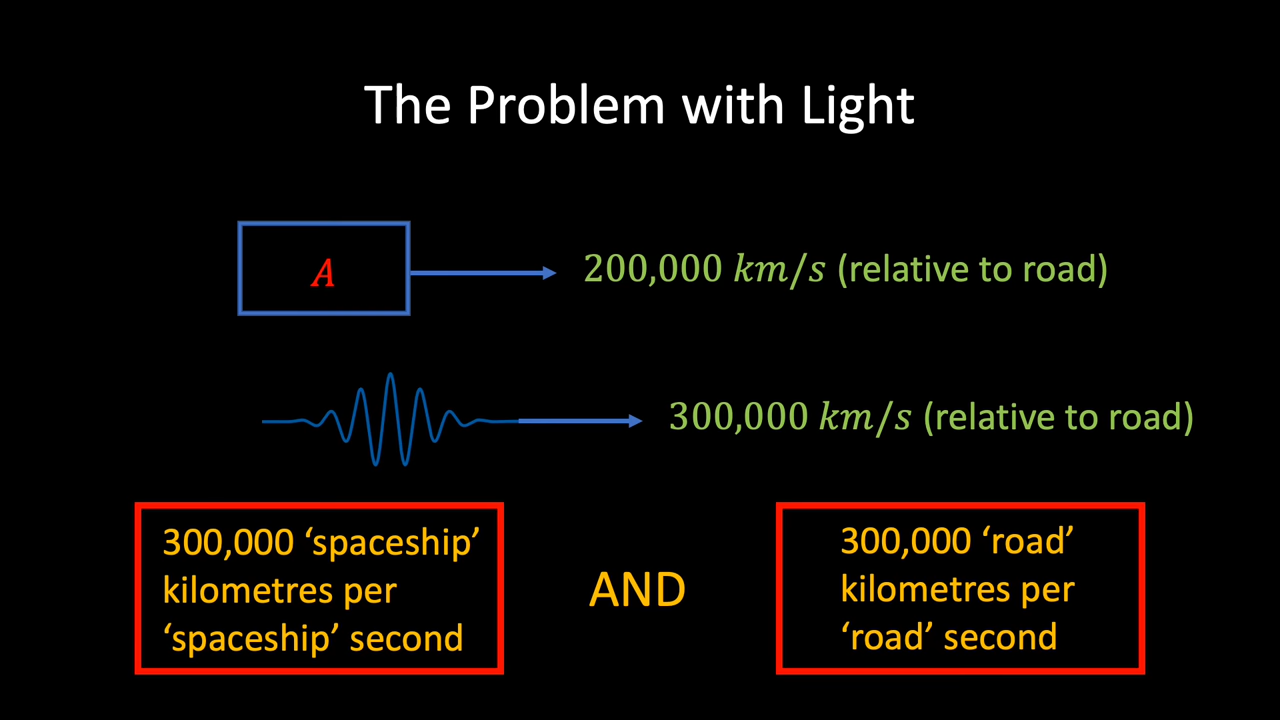 The Problem with Light
A
200,000 km/s (relative to road)
300,000 km/s (relative to road)
300,000 ‘spaceship’
kilometres per
‘spaceship’ second
AND
300,000 ‘road’
kilometres per
‘road’ second